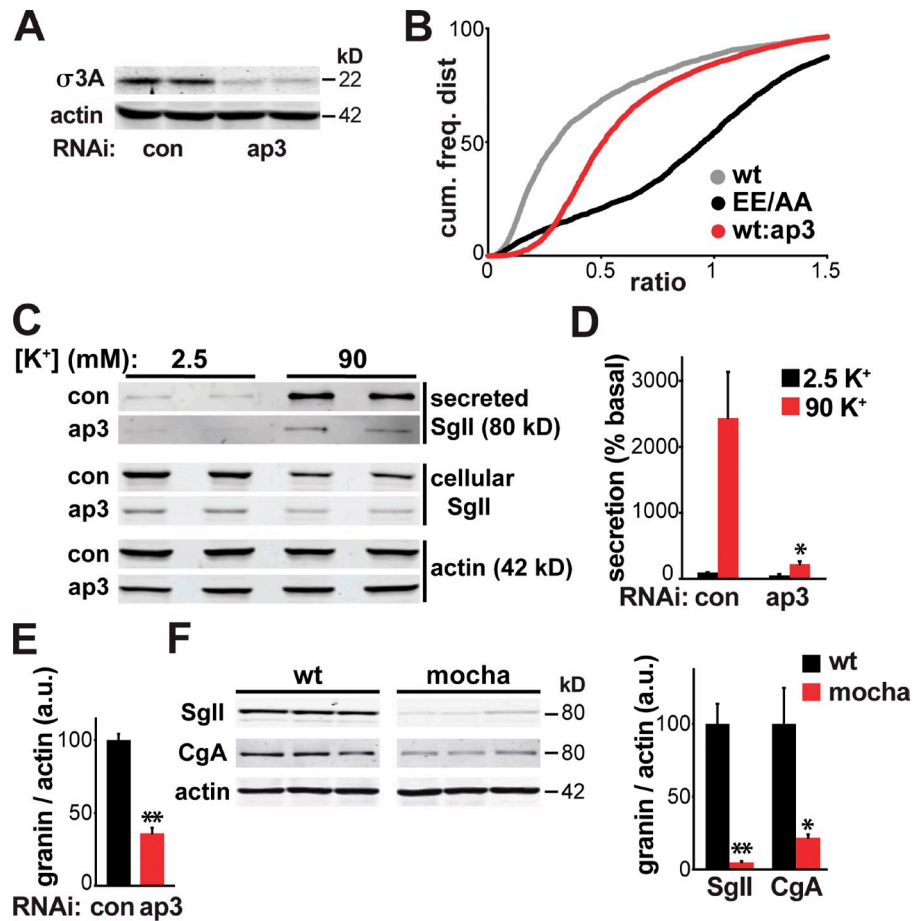 A
kD
σ3A
22
actin
42
RNAi: con ap3
B
cum. freq. dist
100
50
0
0 0.5 1 1.5
ratio
wt
EE/AA
wt:ap3
C
[K⁺] (mM): 2.5 90
con
ap3
secreted
SgII (80 kD)
con
ap3
cellular
SgII
con
ap3
actin (42 kD)
D
secretion (% basal)
3000
2000
1000
0
2.5 K⁺
90 K⁺
*
RNAi: con ap3
E
granin / actin (a.u.)
100
50
0
**
RNAi: con ap3
F
wt mocha
kD
SgII
80
CgA
80
actin
42
wt
mocha
granin / actin (a.u.)
100
50
0
**
*
SgII CgA